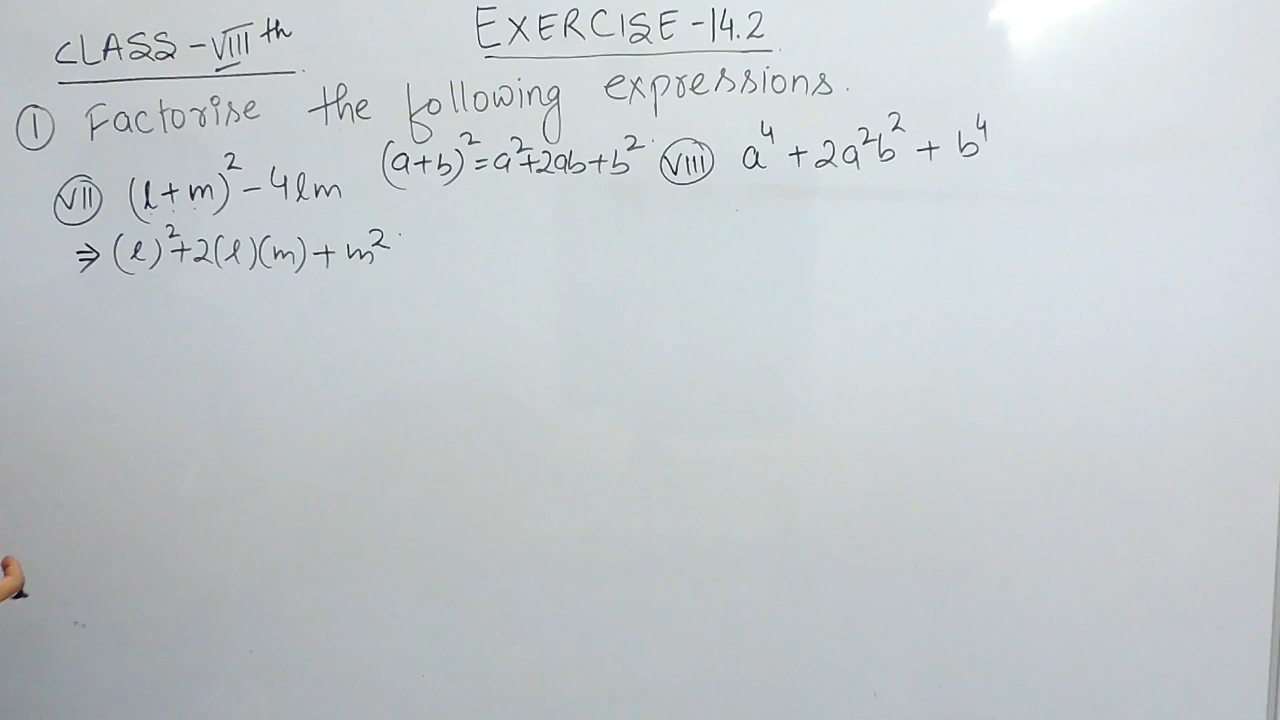 CLASS - VIII th
EXERCISE - 14.2
① Factorise the following expressions.
(VII) (l+m)² - 4lm
(a+b)² = a²+2ab+b²
(VIII) a⁴ + 2a²b² + b⁴
⇒ (l)²+2(l)(m)+m²